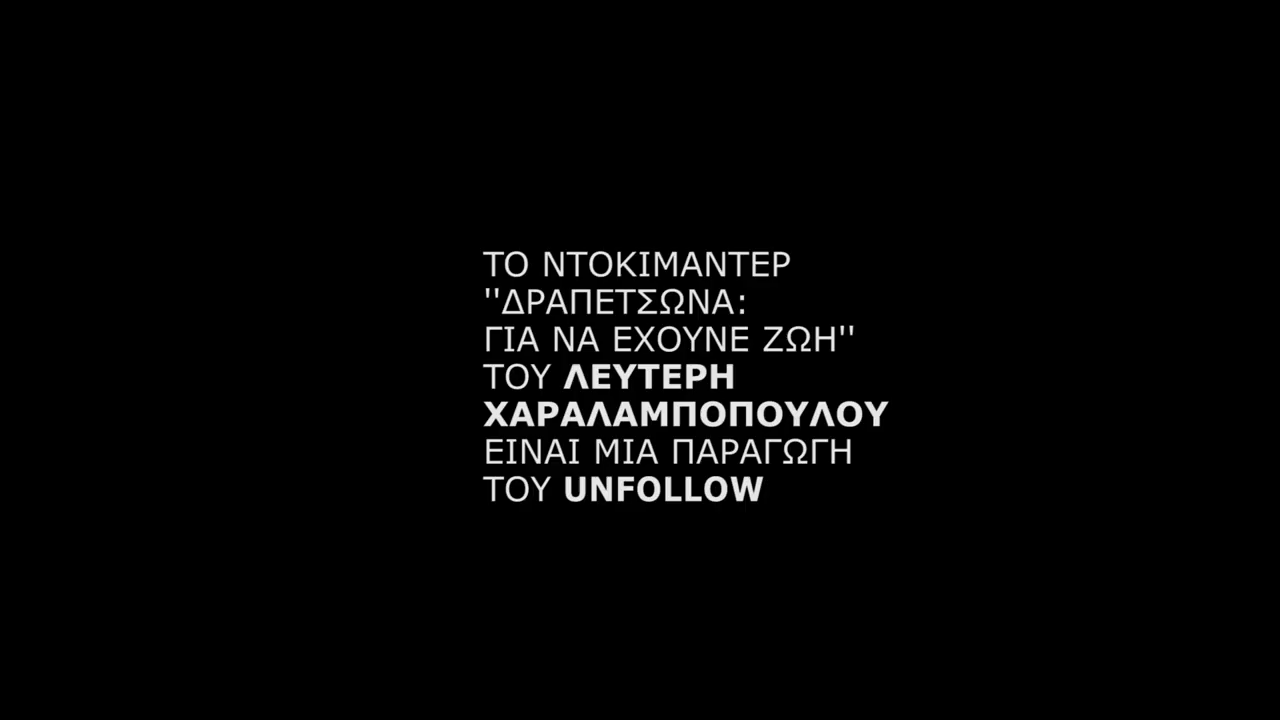 ΤΟ ΝΤΟΚΙΜΑΝΤΕΡ
''ΔΡΑΠΕΤΣΩΝΑ:
ΓΙΑ ΝΑ ΕΧΟΥΝΕ ΖΩΗ''
ΤΟΥ ΛΕΥΤΕΡΗ
ΧΑΡΑΛΑΜΠΟΠΟΥΛΟΥ
ΕΙΝΑΙ ΜΙΑ ΠΑΡΑΓΩΓΗ
ΤΟΥ UNFOLLOW